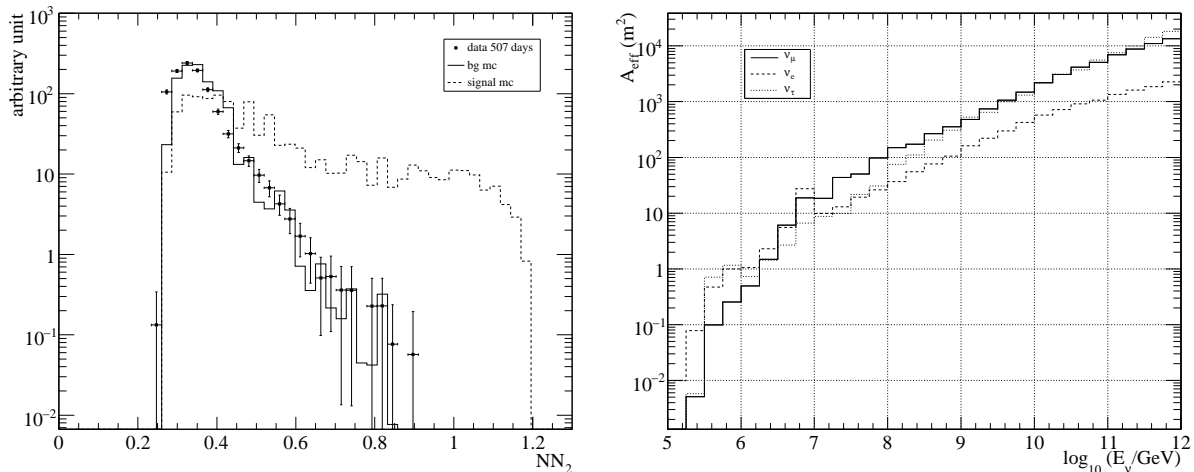 arbitrary unit
10³
10²
10
1
10⁻¹
10⁻²
data 507 days
bg mc
signal mc
0 0.2 0.4 0.6 0.8 1 1.2
NN₂
A_eff (m²)
10⁴
10³
10²
10
1
10⁻¹
10⁻²
ν_μ
ν_e
ν_τ
5 6 7 8 9 10 11 12
log₁₀ (E_ν/GeV)